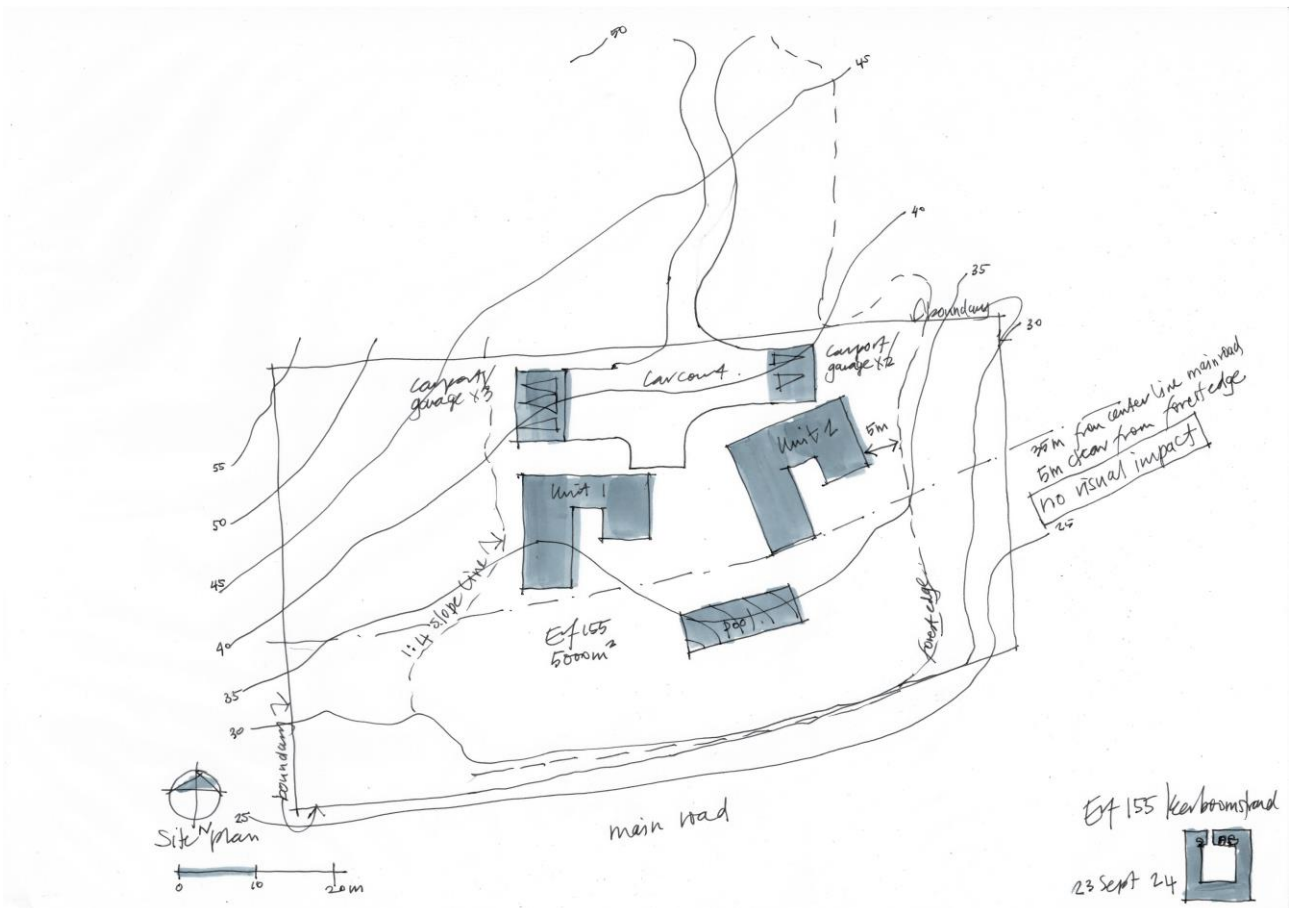 50
45
40
35
boundary
30
carport/
garage x3
car court.
carport/
garage x2
35m from center line main road
5m clear from forest edge
no visual impact
25
Unit 1
Unit 2
5m
55
50
45
40
35
30
25
1:4 slope line
Erf 155
5000m²
pool.
forest edge
boundary
main road
N
Site plan
0 10 20m
Erf 155 Keurboomstrand
23 Sept 24